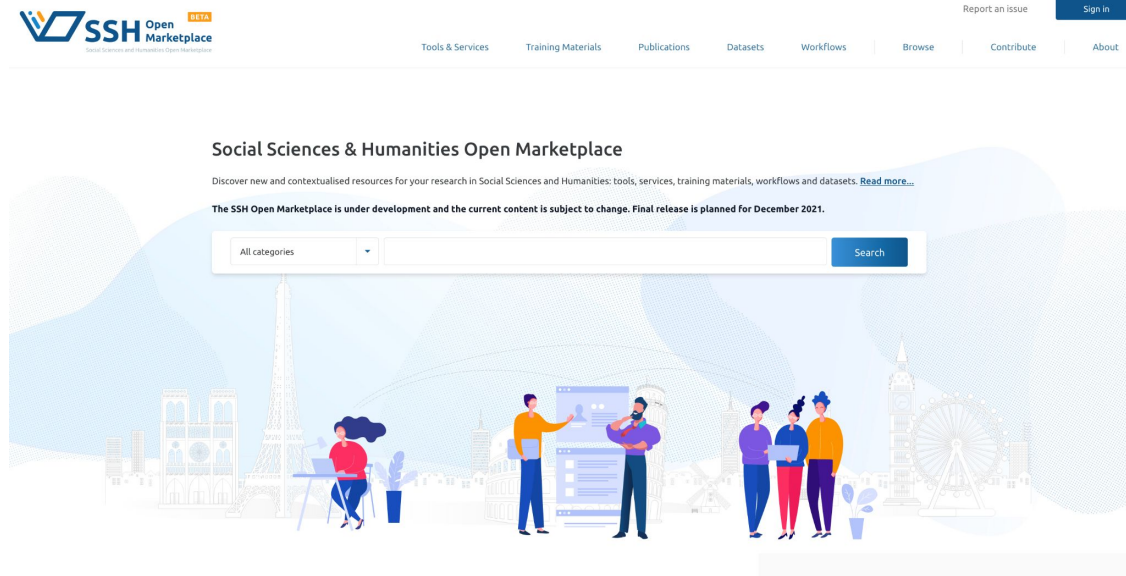 Report an issue
Sign in
SSH Open Marketplace
BETA
Social Sciences and Humanities Open Marketplace
Tools & Services
Training Materials
Publications
Datasets
Workflows
Browse
Contribute
About
Social Sciences & Humanities Open Marketplace
Discover new and contextualised resources for your research in Social Sciences and Humanities: tools, services, training materials, workflows and datasets. Read more...
The SSH Open Marketplace is under development and the current content is subject to change. Final release is planned for December 2021.
All categories
Search